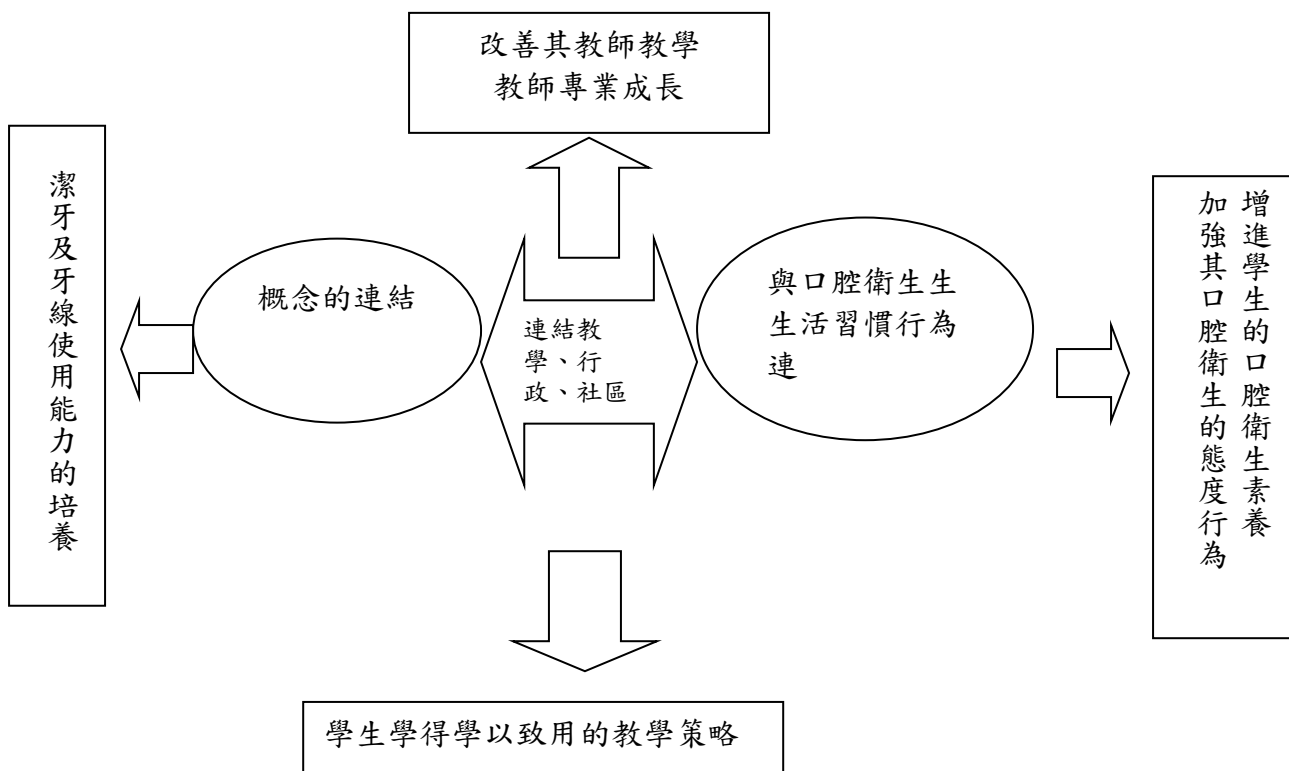 改善其教師教學
教師專業成長
潔牙及牙線使用能力的培養
概念的連結
連結教
學、行
政、社區
與口腔衛生生
生活習慣行為
連
增進學生的口腔衛生素養
加強其口腔衛生的態度行為
學生學得學以致用的教學策略